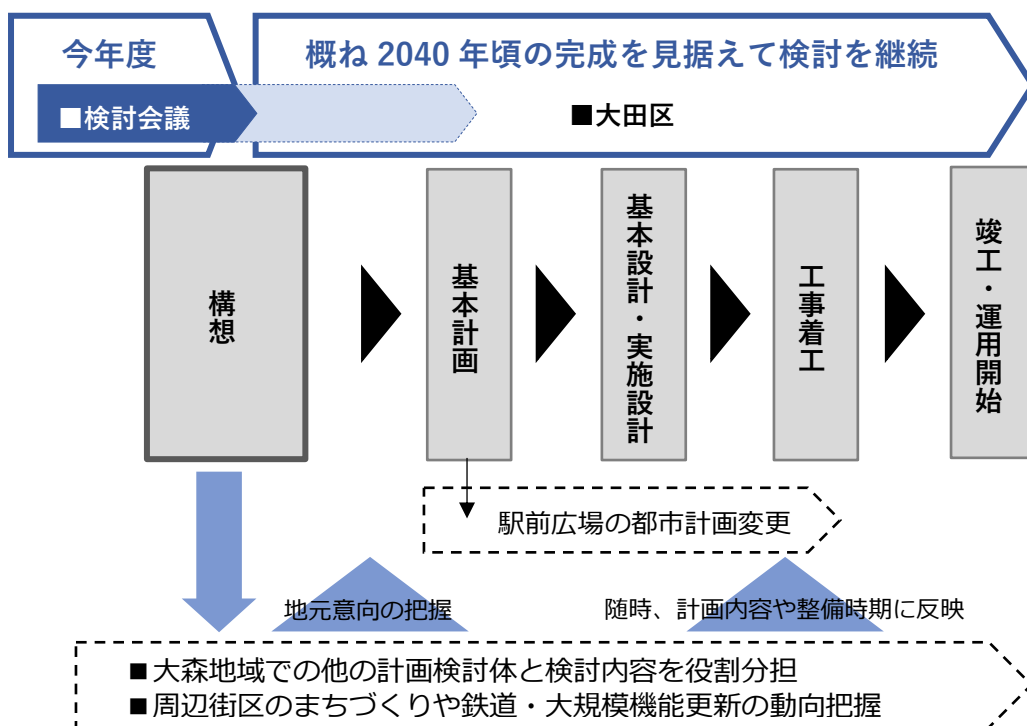 今年度
概ね 2040 年頃の完成を見据えて検討を継続
■検討会議
■大田区
構想
基本計画
基本設計・実施設計
工事着工
竣工・運用開始
駅前広場の都市計画変更
地元意向の把握
随時、計画内容や整備時期に反映
■大森地域での他の計画検討体と検討内容を役割分担
■周辺街区のまちづくりや鉄道・大規模機能更新の動向把握